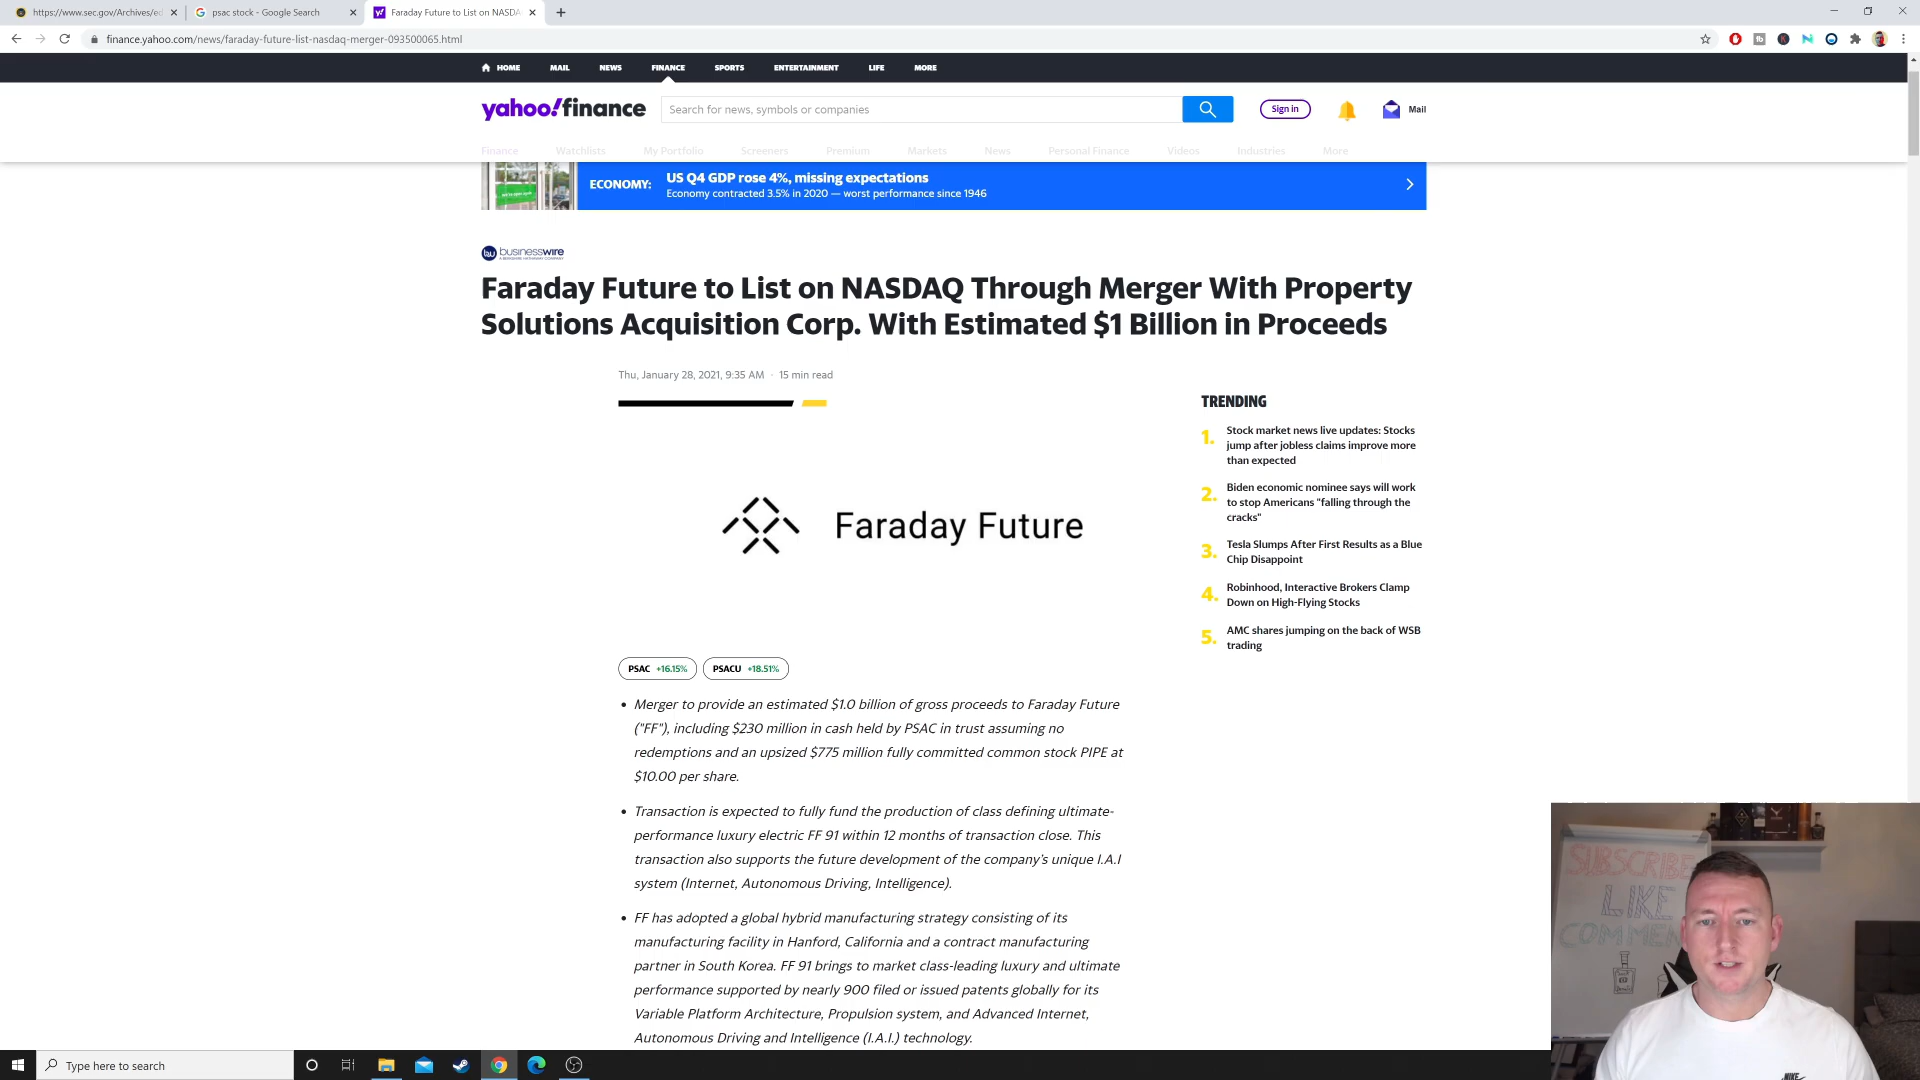 https://www.sec.gov/Archives/ed
psac stock - Google Search
Faraday Future to List on NASDA
finance.yahoo.com/news/faraday-future-list-nasdaq-merger-093500065.html
HOME MAIL NEWS FINANCE SPORTS ENTERTAINMENT LIFE MORE
yahoo!finance
Search for news, symbols or companies
Sign in
Mail
Finance Watchlists My Portfolio Screeners Premium Markets News Personal Finance Videos Industries More
ECONOMY:
US Q4 GDP rose 4%, missing expectations
Economy contracted 3.5% in 2020 — worst performance since 1946
bw businesswire
A BERKSHIRE HATHAWAY COMPANY
Faraday Future to List on NASDAQ Through Merger With Property
Solutions Acquisition Corp. With Estimated $1 Billion in Proceeds
Thu, January 28, 2021, 9:35 AM · 15 min read
Faraday Future
PSAC +16.15% PSACU +18.51%
• Merger to provide an estimated $1.0 billion of gross proceeds to Faraday Future
("FF"), including $230 million in cash held by PSAC in trust assuming no
redemptions and an upsized $775 million fully committed common stock PIPE at
$10.00 per share.
• Transaction is expected to fully fund the production of class defining ultimate-
performance luxury electric FF 91 within 12 months of transaction close. This
transaction also supports the future development of the company's unique I.A.I
system (Internet, Autonomous Driving, Intelligence).
• FF has adopted a global hybrid manufacturing strategy consisting of its
manufacturing facility in Hanford, California and a contract manufacturing
partner in South Korea. FF 91 brings to market class-leading luxury and ultimate
performance supported by nearly 900 filed or issued patents globally for its
Variable Platform Architecture, Propulsion system, and Advanced Internet,
Autonomous Driving and Intelligence (I.A.I.) technology.
TRENDING
1. Stock market news live updates: Stocks
jump after jobless claims improve more
than expected
2. Biden economic nominee says will work
to stop Americans "falling through the
cracks"
3. Tesla Slumps After First Results as a Blue
Chip Disappoint
4. Robinhood, Interactive Brokers Clamp
Down on High-Flying Stocks
5. AMC shares jumping on the back of WSB
trading
SUBSCRIBE
LIKE
COMMEN
NIKE
Type here to search